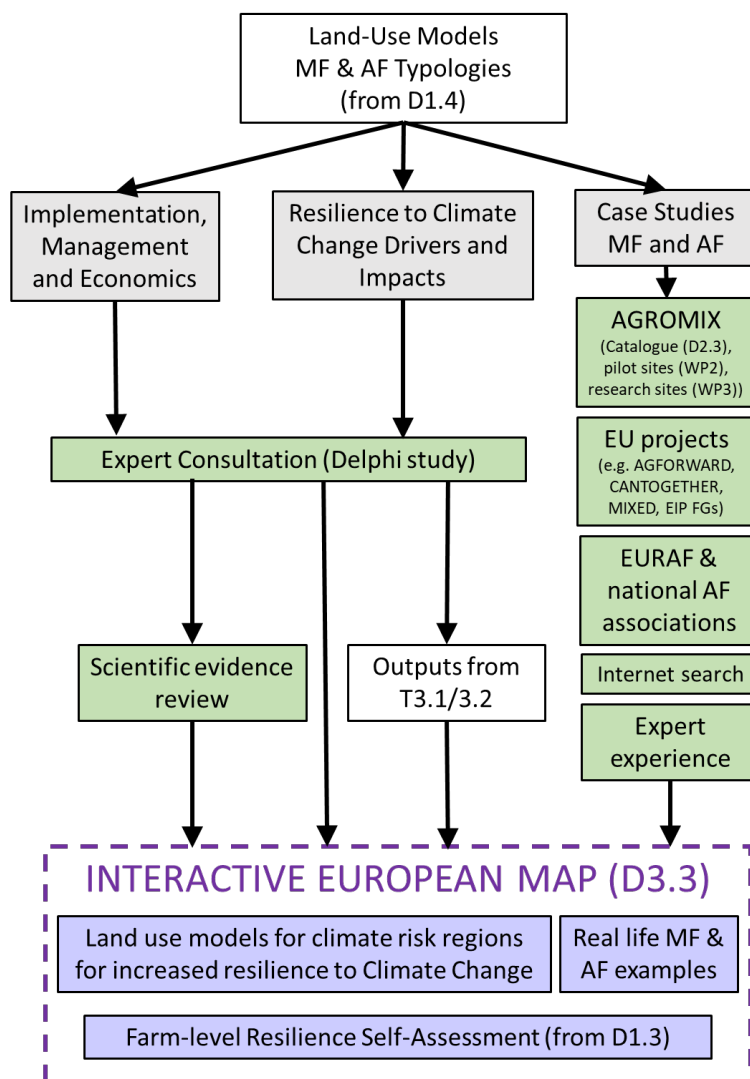 Land-Use Models
MF & AF Typologies
(from D1.4)
Implementation,
Management
and Economics
Resilience to Climate
Change Drivers and
Impacts
Case Studies
MF and AF
AGROMIX
(Catalogue (D2.3),
pilot sites (WP2),
research sites (WP3))
EU projects
(e.g. AGFORWARD,
CANTOGETHER,
MIXED, EIP FGs)
EURAF &
national AF
associations
Internet search
Expert
experience
Expert Consultation (Delphi study)
Scientific evidence
review
Outputs from
T3.1/3.2
INTERACTIVE EUROPEAN MAP (D3.3)
Land use models for climate risk regions
for increased resilience to Climate Change
Real life MF &
AF examples
Farm-level Resilience Self-Assessment (from D1.3)